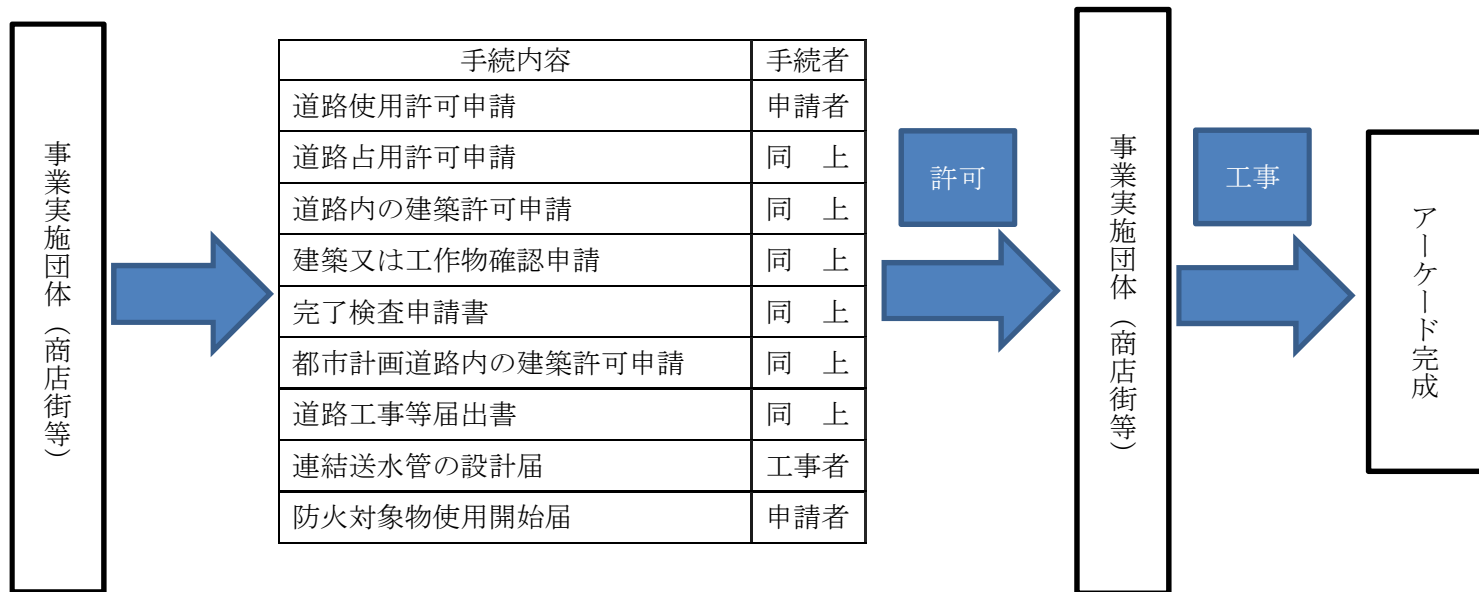 事業実施団体（商店街等）
手続内容 手続者
道路使用許可申請 申請者
道路占用許可申請 同　上
道路内の建築許可申請 同　上
建築又は工作物確認申請 同　上
完了検査申請書 同　上
都市計画道路内の建築許可申請 同　上
道路工事等届出書 同　上
連結送水管の設計届 工事者
防火対象物使用開始届 申請者
許可
事業実施団体（商店街等）
工事
アーケード完成